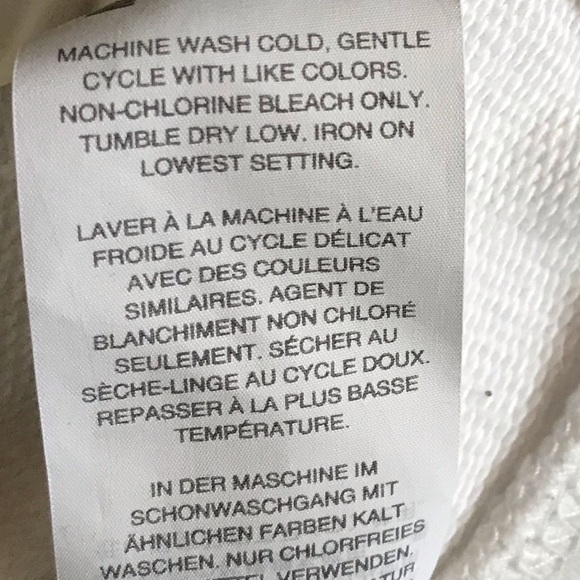 MACHINE WASH COLD, GENTLE
CYCLE WITH LIKE COLORS.
NON-CHLORINE BLEACH ONLY.
TUMBLE DRY LOW. IRON ON
LOWEST SETTING.
LAVER À LA MACHINE À L'EAU
FROIDE AU CYCLE DÉLICAT
AVEC DES COULEURS
SIMILAIRES. AGENT DE
BLANCHIMENT NON CHLORÉ
SEULEMENT. SÉCHER AU
SÈCHE-LINGE AU CYCLE DOUX.
REPASSER À LA PLUS BASSE
TEMPÉRATURE.
IN DER MASCHINE IM
SCHONWASCHGANG MIT
ÄHNLICHEN FARBEN KALT
WASCHEN. NUR CHLORFREIES
VERWENDEN.